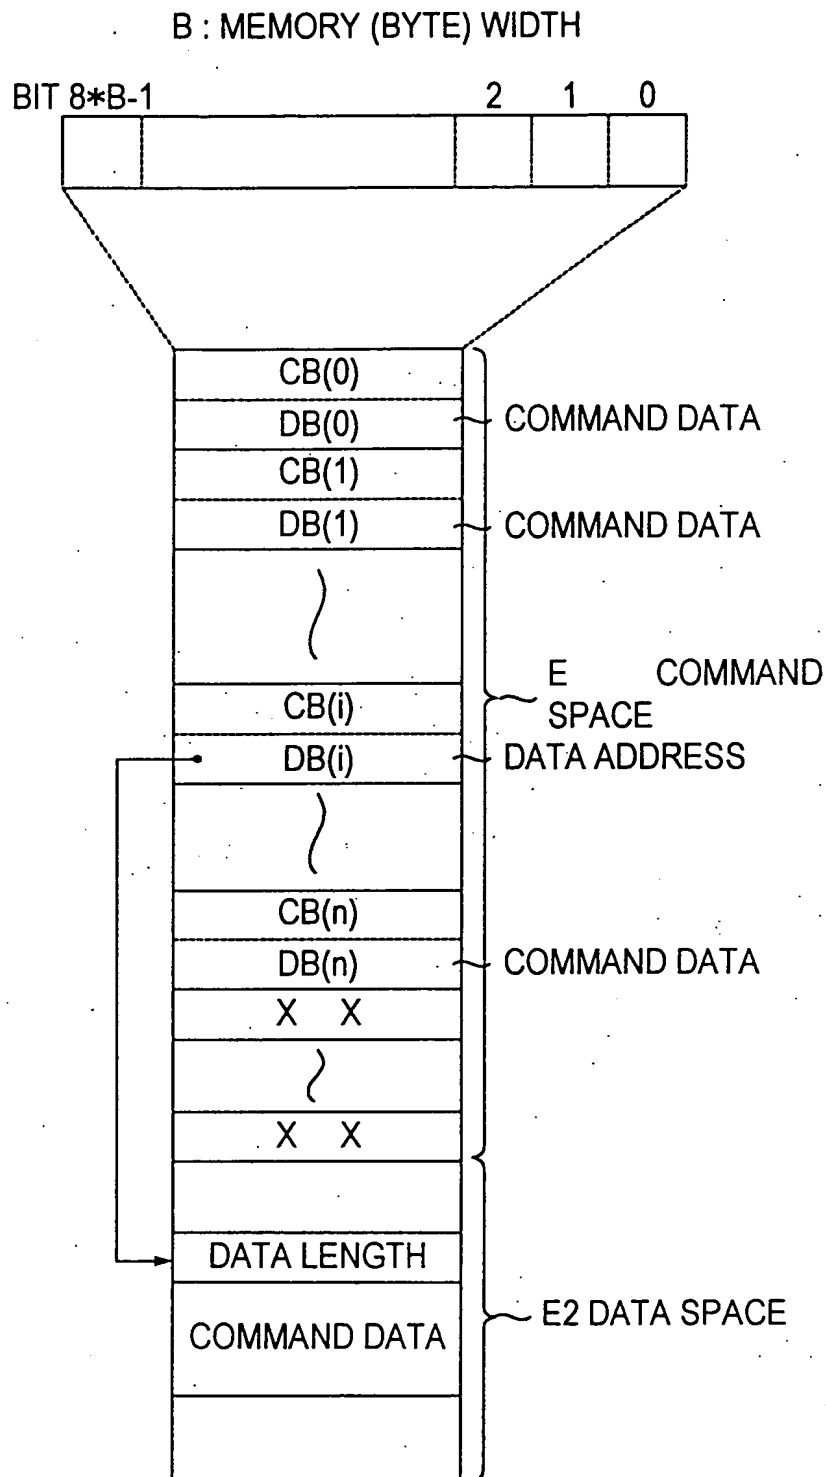 B : MEMORY (BYTE) WIDTH
BIT 8*B-1 2 1 0
CB(0)
DB(0) COMMAND DATA
CB(1)
DB(1) COMMAND DATA
E COMMAND
SPACE
CB(i)
DB(i) DATA ADDRESS
CB(n)
DB(n) COMMAND DATA
X X
X X
DATA LENGTH
COMMAND DATA
E2 DATA SPACE